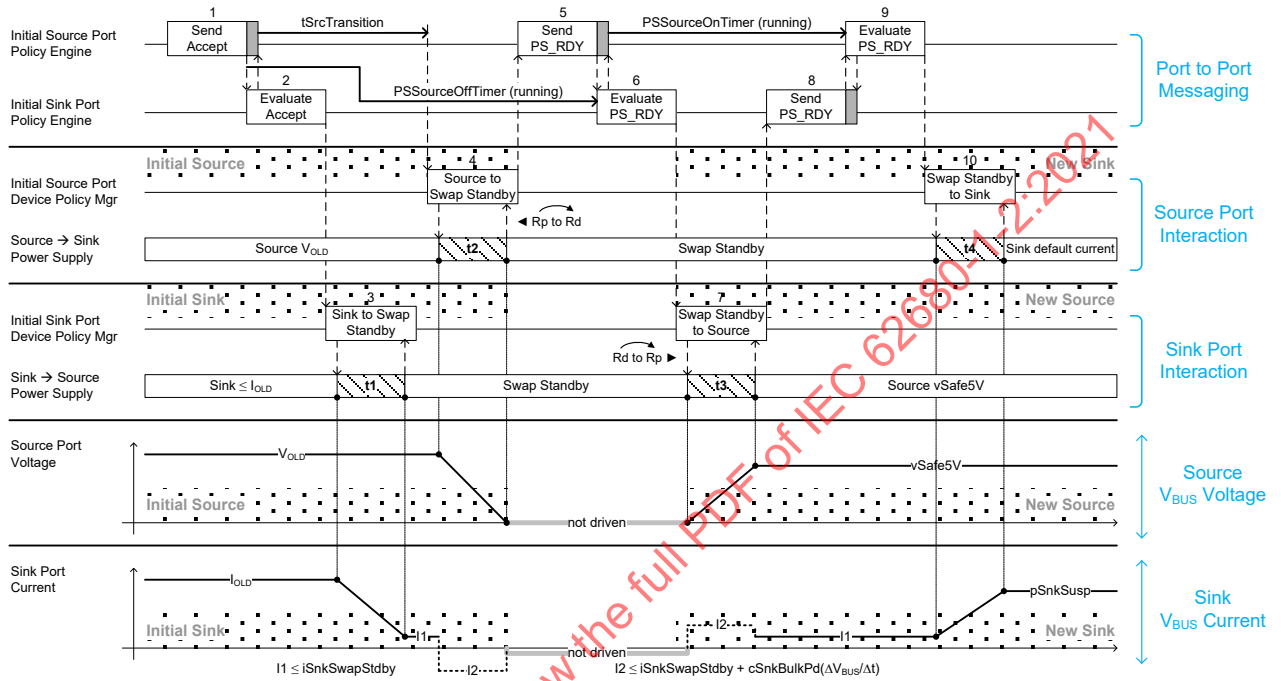 1
tSrcTransition
5
PSSourceOnTimer (running)
9
Initial Source Port
Policy Engine
Send
Accept
Send
PS_RDY
Evaluate
PS_RDY
2
PSSourceOffTimer (running)
6
8
Initial Sink Port
Policy Engine
Evaluate
Accept
Evaluate
PS_RDY
Send
PS_RDY
Port to Port
Messaging
Initial Source
4
10
New Sink
Initial Source Port
Device Policy Mgr
Source to
Swap Standby
Swap Standby
to Sink
◄ Rp to Rd
Source → Sink
Power Supply
Source VOLD
t2
Swap Standby
t4
Sink default current
Source Port
Interaction
Initial Sink
3
7
New Source
Initial Sink Port
Device Policy Mgr
Sink to Swap
Standby
Swap Standby
to Source
Rd to Rp ►
Sink → Source
Power Supply
Sink ≤ IOLD
t1
Swap Standby
t3
Source vSafe5V
Sink Port
Interaction
Source Port
Voltage
VOLD
vSafe5V
Initial Source
New Source
not driven
Source
VBUS Voltage
Sink Port
Current
IOLD
pSnkSusp
Initial Sink
I1
I2
I2
I1
New Sink
not driven
I1 ≤ iSnkSwapStdby
I2 ≤ iSnkSwapStdby + cSnkBulkPd(ΔVBUS/Δt)
Sink
VBUS Current
w the full PDF of IEC 62680-1-2:2021